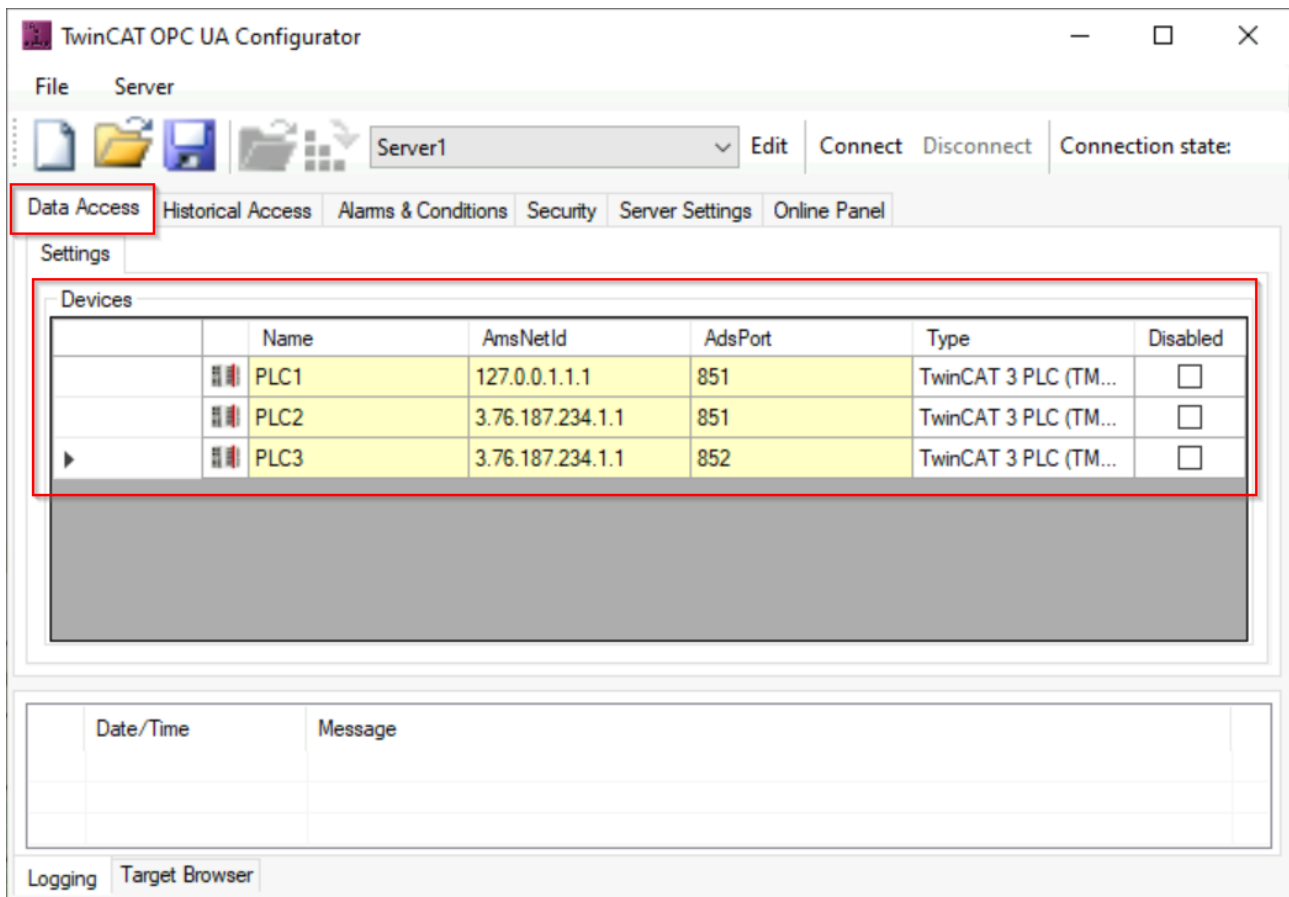 TwinCAT OPC UA Configurator
File Server
Server1 Edit Connect Disconnect Connection state:
Data Access Historical Access Alarms & Conditions Security Server Settings Online Panel
Settings
Devices
Name AmsNetId AdsPort Type Disabled
PLC1 127.0.0.1.1.1 851 TwinCAT 3 PLC (TM...
PLC2 3.76.187.234.1.1 851 TwinCAT 3 PLC (TM...
PLC3 3.76.187.234.1.1 852 TwinCAT 3 PLC (TM...
Date/Time Message
Logging Target Browser